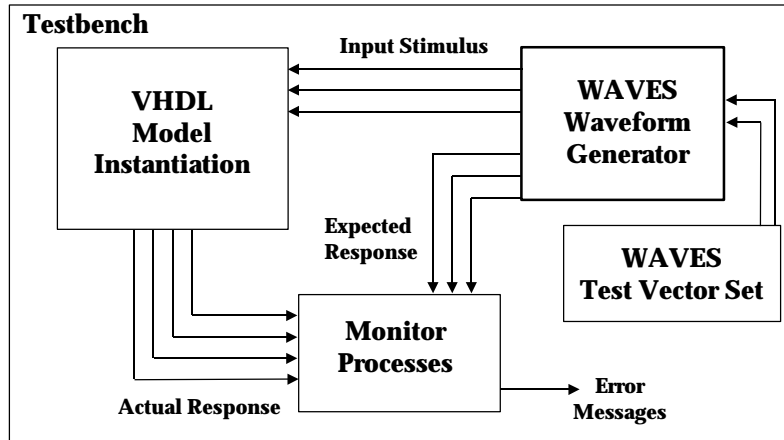 Testbench
Input Stimulus
VHDL
Model
Instantiation
WAVES
Waveform
Generator
Expected
Response
WAVES
Test Vector Set
Monitor
Processes
Actual Response
Error
Messages